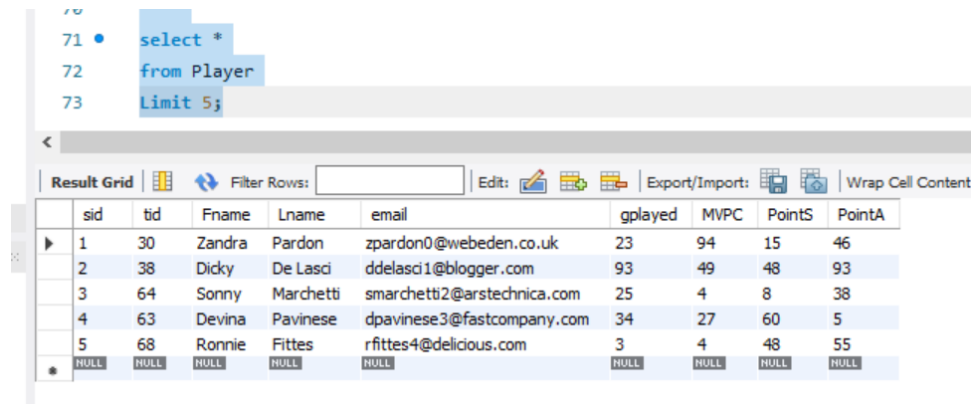 70
71 select *
72 from Player
73 Limit 5;
Result Grid Filter Rows: Edit: Export/Import: Wrap Cell Content
sid tid Fname Lname email gplayed MVPC PointS PointA
1 30 Zandra Pardon zpardon0@webeden.co.uk 23 94 15 46
2 38 Dicky De Lasci ddelasci1@blogger.com 93 49 48 93
3 64 Sonny Marchetti smarchetti2@arstechnica.com 25 4 8 38
4 63 Devina Pavinese dpavinese3@fastcompany.com 34 27 60 5
5 68 Ronnie Fittes rfittes4@delicious.com 3 4 48 55
NULL NULL NULL NULL NULL NULL NULL NULL NULL